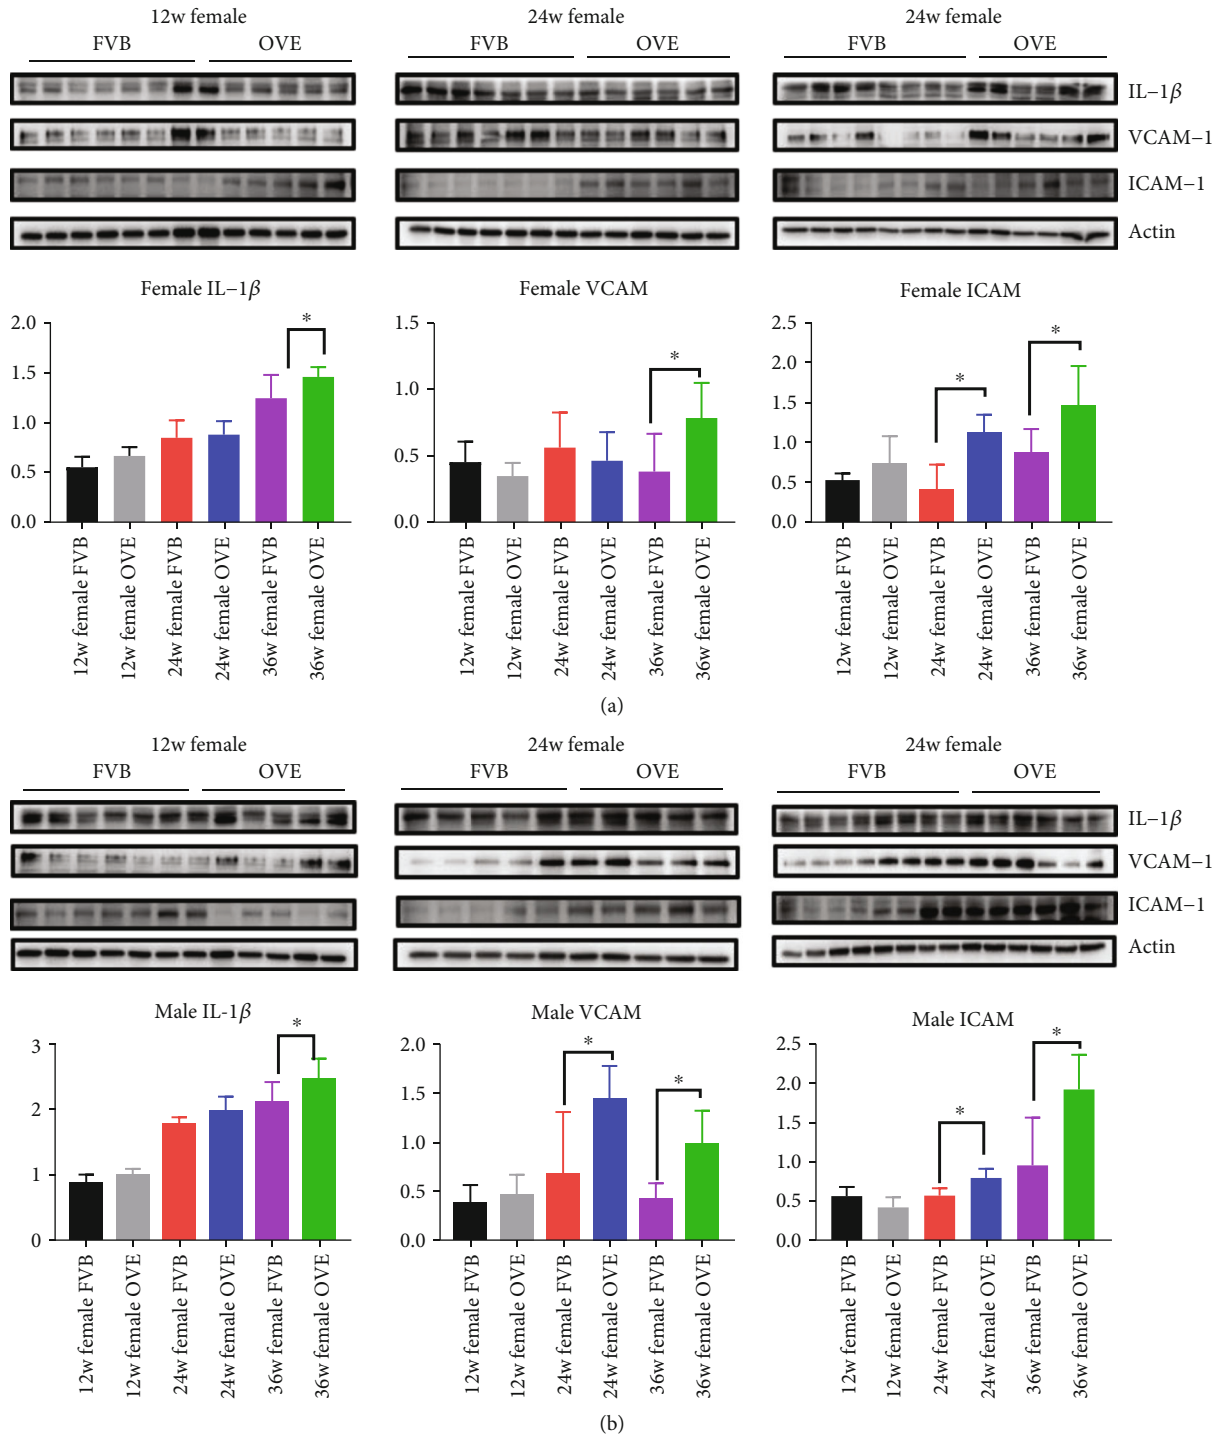 12w female 24w female 24w female
FVB OVE FVB OVE FVB OVE
IL−1β
VCAM−1
ICAM−1
Actin
Female IL−1β
2.0
1.5
1.0
0.5
0.0
*
12w female FVB
12w female OVE
24w female FVB
24w female OVE
36w female FVB
36w female OVE
Female VCAM
1.5
1.0
0.5
0.0
*
12w female FVB
12w female OVE
24w female FVB
24w female OVE
36w female FVB
36w female OVE
Female ICAM
2.5
2.0
1.5
1.0
0.5
0.0
*
*
12w female FVB
12w female OVE
24w female FVB
24w female OVE
36w female FVB
36w female OVE
(a)
12w female 24w female 24w female
FVB OVE FVB OVE FVB OVE
IL−1β
VCAM−1
ICAM−1
Actin
Male IL-1β
3
2
1
0
*
12w female FVB
12w female OVE
24w female FVB
24w female OVE
36w female FVB
36w female OVE
Male VCAM
2.0
1.5
1.0
0.5
0.0
*
*
12w female FVB
12w female OVE
24w female FVB
24w female OVE
36w female FVB
36w female OVE
Male ICAM
2.5
2.0
1.5
1.0
0.5
0.0
*
*
12w female FVB
12w female OVE
24w female FVB
24w female OVE
36w female FVB
36w female OVE
(b)